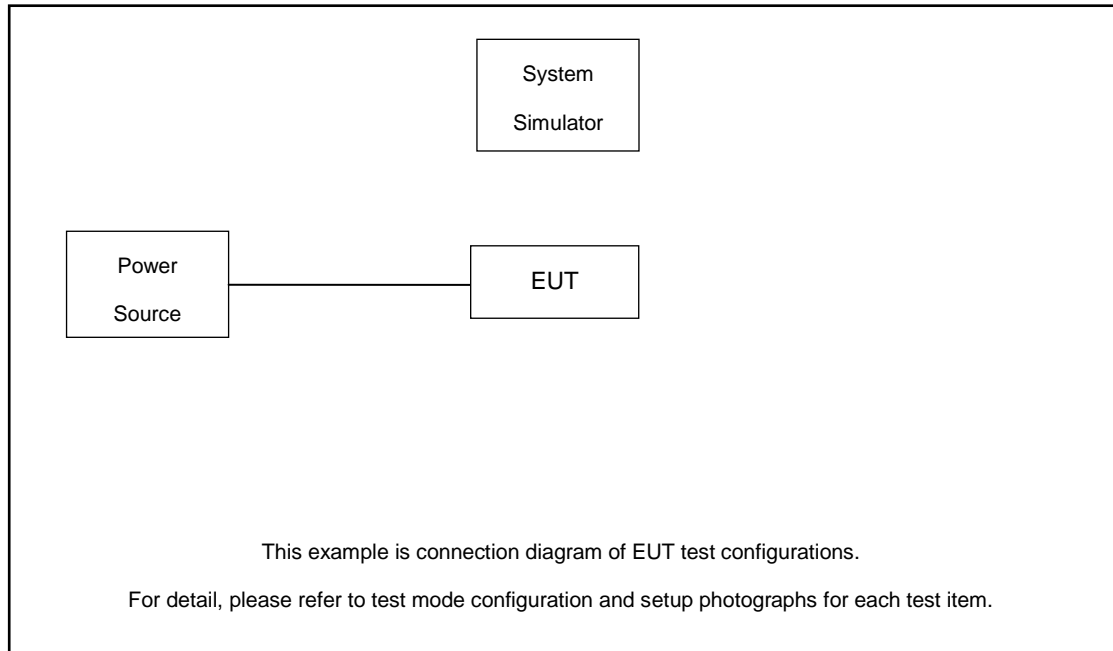 System
Simulator
Power
Source
EUT
This example is connection diagram of EUT test configurations.
For detail, please refer to test mode configuration and setup photographs for each test item.